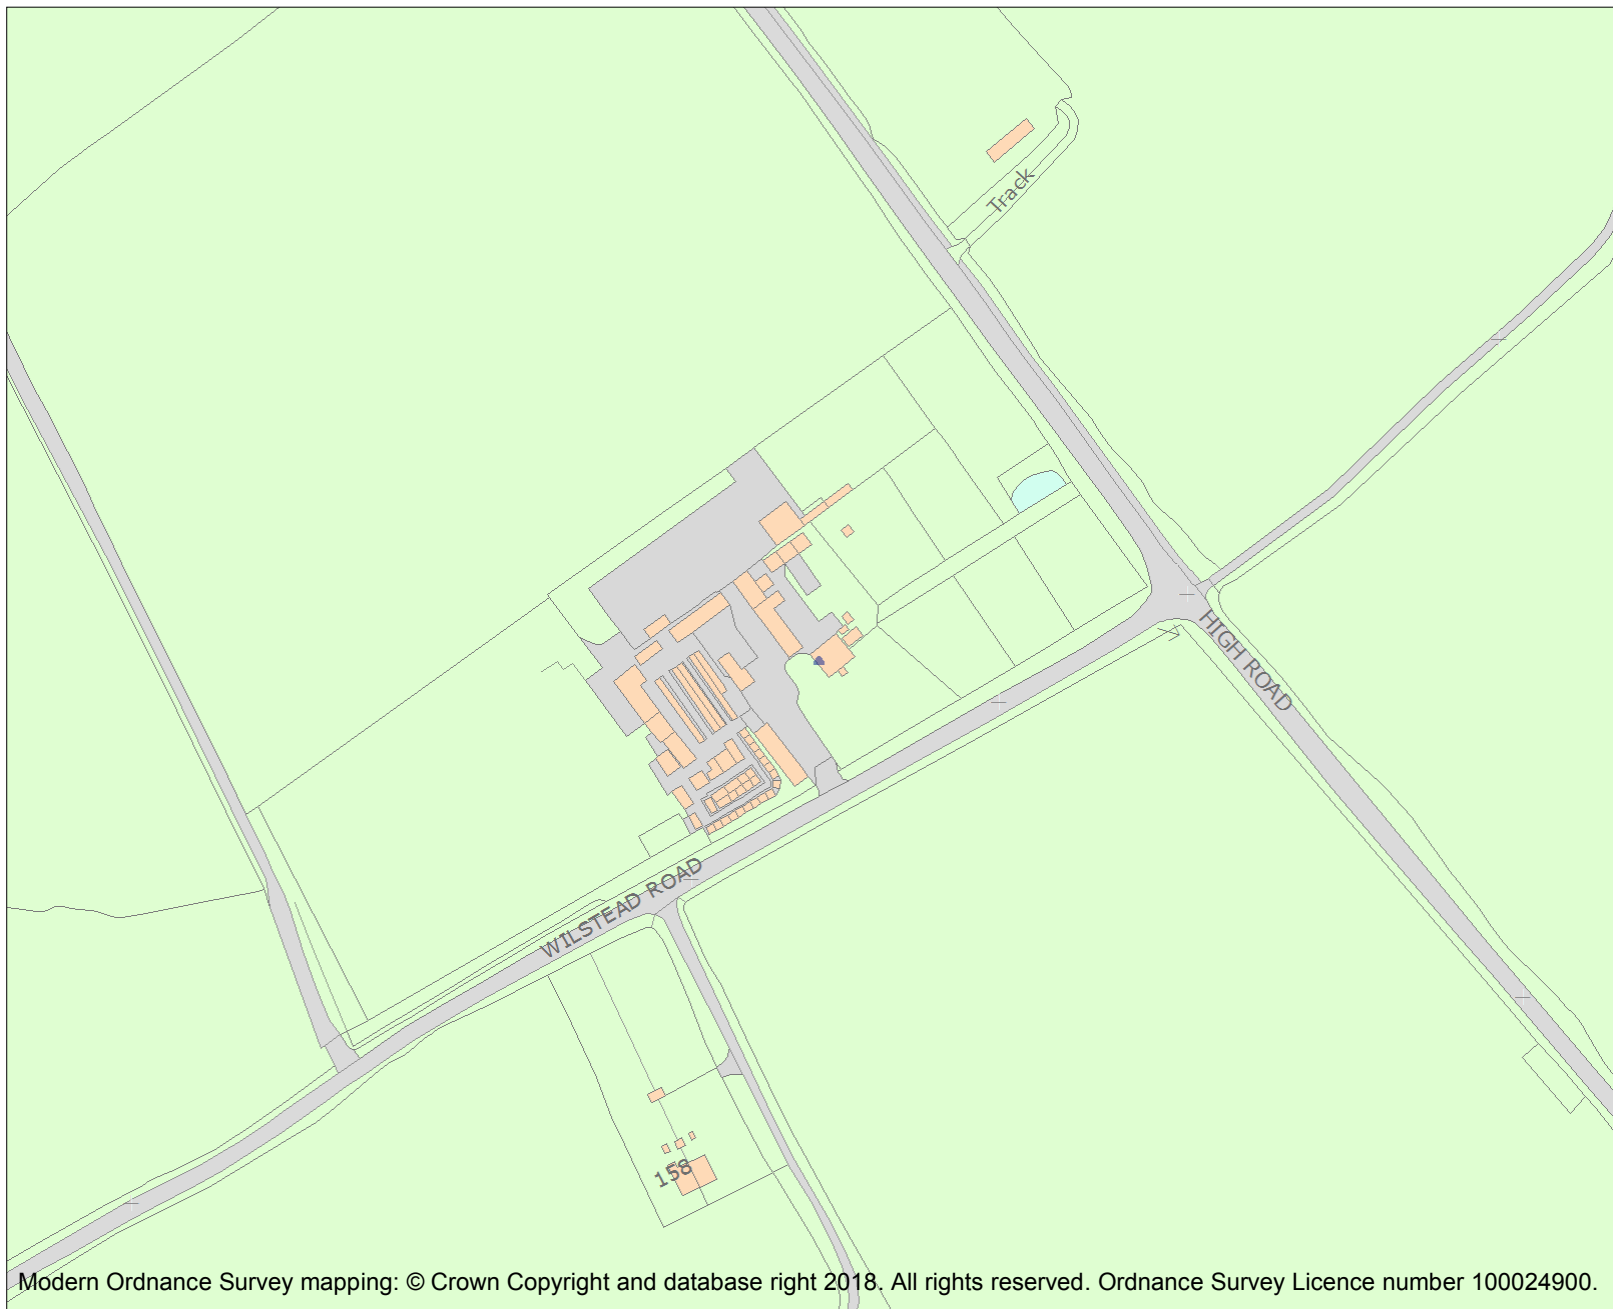 Track
HIGH ROAD
WILSTEAD ROAD
158
Modern Ordnance Survey mapping: © Crown Copyright and database right 2018. All rights reserved. Ordnance Survey Licence number 100024900.